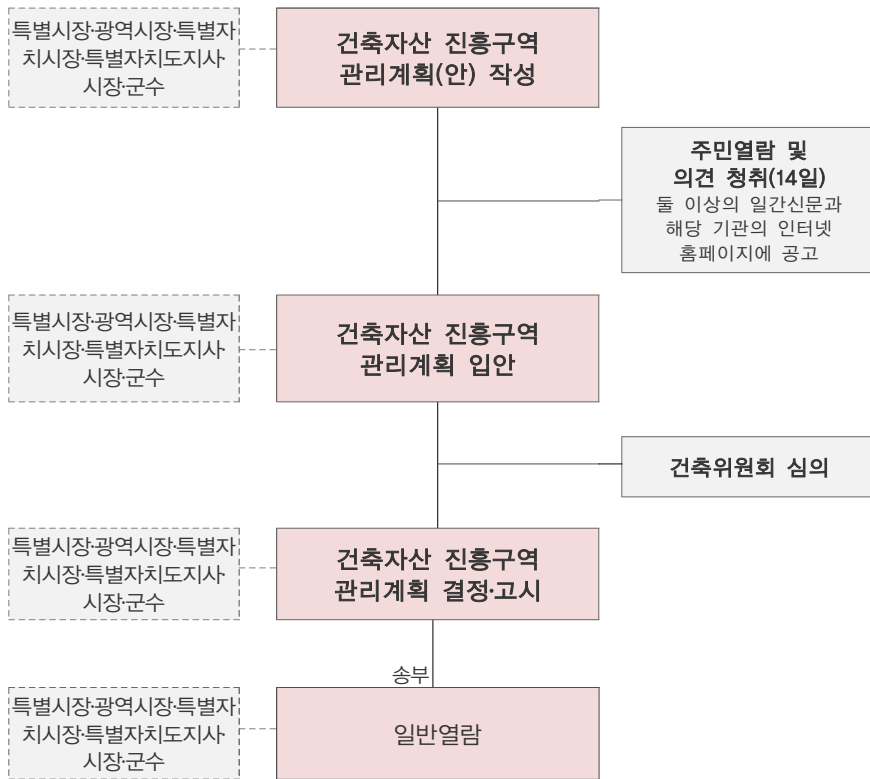 특별시장·광역시장·특별자
치시장·특별자치도지사·
시장·군수
건축자산 진흥구역
관리계획(안) 작성
주민열람 및
의견 청취(14일)
둘 이상의 일간신문과
해당 기관의 인터넷
홈페이지에 공고
특별시장·광역시장·특별자
치시장·특별자치도지사·
시장·군수
건축자산 진흥구역
관리계획 입안
건축위원회 심의
특별시장·광역시장·특별자
치시장·특별자치도지사·
시장·군수
건축자산 진흥구역
관리계획 결정·고시
송부
특별시장·광역시장·특별자
치시장·특별자치도지사·
시장·군수
일반열람